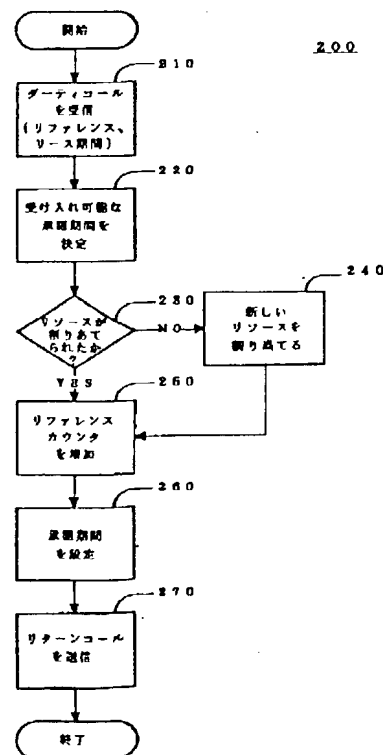 開始
200
210
ダーティコール
を受信
(リファレンス、
リース期間)
220
受け入れ可能な
承諾期間を
決定
230
リソースが
割りあて
られたか
?
NO
240
新しい
リソースを
割り当てる
YES
250
リファレンス
カウンタ
を増加
260
承諾期間
を設定
270
リターンコール
を送信
終了